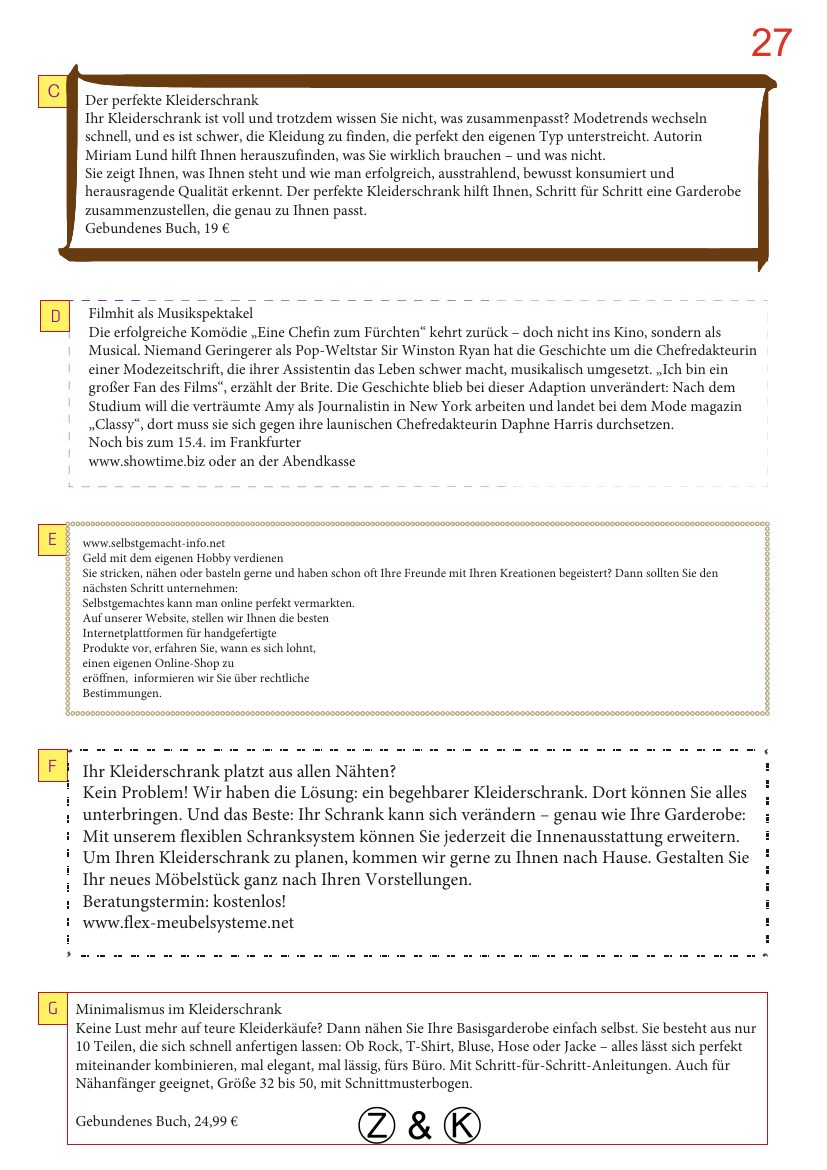 27
C
Der perfekte Kleiderschrank
Ihr Kleiderschrank ist voll und trotzdem wissen Sie nicht, was zusammenpasst? Modetrends wechseln
schnell, und es ist schwer, die Kleidung zu finden, die perfekt den eigenen Typ unterstreicht. Autorin
Miriam Lund hilft Ihnen herauszufinden, was Sie wirklich brauchen – und was nicht.
Sie zeigt Ihnen, was Ihnen steht und wie man erfolgreich, ausstrahlend, bewusst konsumiert und
herausragende Qualität erkennt. Der perfekte Kleiderschrank hilft Ihnen, Schritt für Schritt eine Garderobe
zusammenzustellen, die genau zu Ihnen passt.
Gebundenes Buch, 19 €
D
Filmhit als Musikspektakel
Die erfolgreiche Komödie „Eine Chefin zum Fürchten“ kehrt zurück – doch nicht ins Kino, sondern als
Musical. Niemand Geringerer als Pop-Weltstar Sir Winston Ryan hat die Geschichte um die Chefredakteurin
einer Modezeitschrift, die ihrer Assistentin das Leben schwer macht, musikalisch umgesetzt. „Ich bin ein
großer Fan des Films“, erzählt der Brite. Die Geschichte blieb bei dieser Adaption unverändert: Nach dem
Studium will die verträumte Amy als Journalistin in New York arbeiten und landet bei dem Mode magazin
„Classy“, dort muss sie sich gegen ihre launischen Chefredakteurin Daphne Harris durchsetzen.
Noch bis zum 15.4. im Frankfurter
www.showtime.biz oder an der Abendkasse
E
www.selbstgemacht-info.net
Geld mit dem eigenen Hobby verdienen
Sie stricken, nähen oder basteln gerne und haben schon oft Ihre Freunde mit Ihren Kreationen begeistert? Dann sollten Sie den
nächsten Schritt unternehmen:
Selbstgemachtes kann man online perfekt vermarkten.
Auf unserer Website, stellen wir Ihnen die besten
Internetplattformen für handgefertigte
Produkte vor, erfahren Sie, wann es sich lohnt,
einen eigenen Online-Shop zu
eröffnen, informieren wir Sie über rechtliche
Bestimmungen.
F
Ihr Kleiderschrank platzt aus allen Nähten?
Kein Problem! Wir haben die Lösung: ein begehbarer Kleiderschrank. Dort können Sie alles
unterbringen. Und das Beste: Ihr Schrank kann sich verändern – genau wie Ihre Garderobe:
Mit unserem flexiblen Schranksystem können Sie jederzeit die Innenausstattung erweitern.
Um Ihren Kleiderschrank zu planen, kommen wir gerne zu Ihnen nach Hause. Gestalten Sie
Ihr neues Möbelstück ganz nach Ihren Vorstellungen.
Beratungstermin: kostenlos!
www.flex-meubelsysteme.net
G
Minimalismus im Kleiderschrank
Keine Lust mehr auf teure Kleiderkäufe? Dann nähen Sie Ihre Basisgarderobe einfach selbst. Sie besteht aus nur
10 Teilen, die sich schnell anfertigen lassen: Ob Rock, T-Shirt, Bluse, Hose oder Jacke – alles lässt sich perfekt
miteinander kombinieren, mal elegant, mal lässig, fürs Büro. Mit Schritt-für-Schritt-Anleitungen. Auch für
Nähanfänger geeignet, Größe 32 bis 50, mit Schnittmusterbogen.
Gebundenes Buch, 24,99 €
Z & K